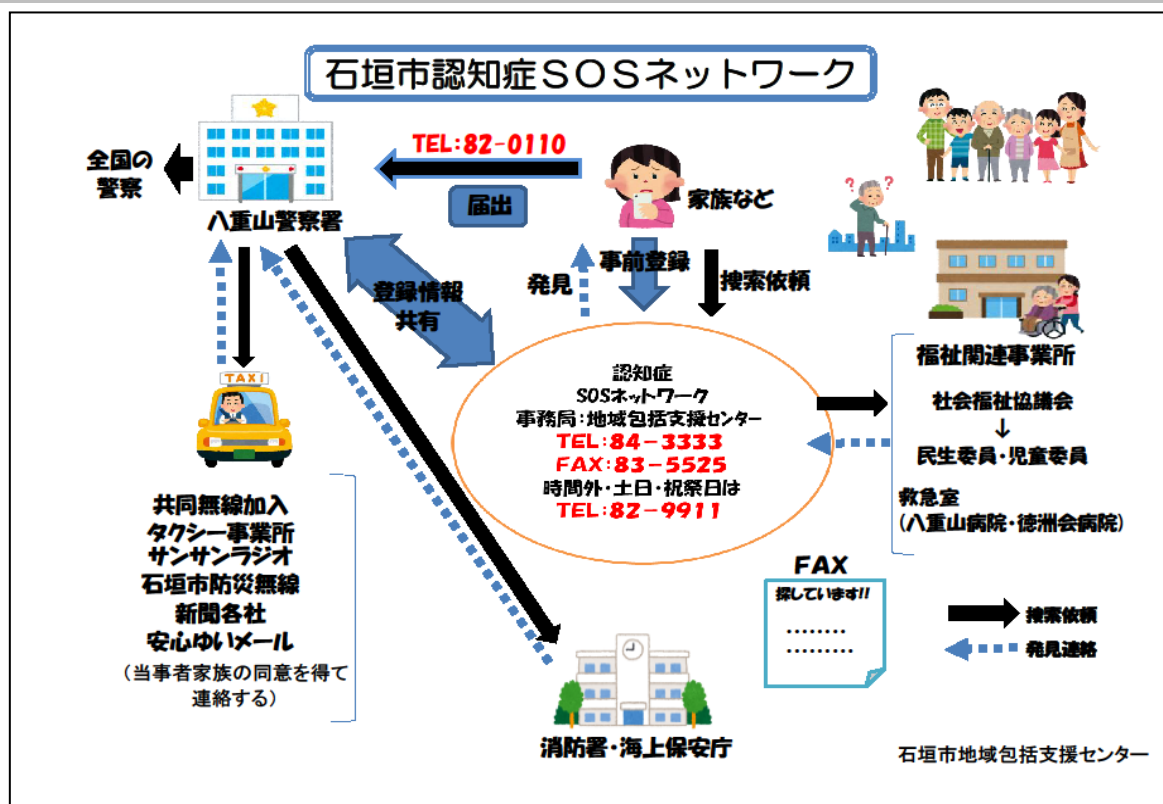 石垣市認知症ＳＯＳネットワーク
TEL:82-0110
届出
全国の
警察
八重山警察署
家族など
?
?
発見
事前登録
捜索依頼
登録情報
共有
TAXI
認知症
SOSネットワーク
事務局:地域包括支援センター
TEL:84-3333
FAX:83-5525
時間外・土日・祝祭日は
TEL:82-9911
福祉関連事業所
社会福祉協議会
↓
民生委員・児童委員
救急室
(八重山病院・徳洲会病院)
共同無線加入
タクシー事業所
サンサンラジオ
石垣市防災無線
新聞各社
安心ゆいメール
（当事者家族の同意を得て
連絡する）
FAX
探しています!!
........
.........
捜索依頼
発見連絡
消防署・海上保安庁
石垣市地域包括支援センター